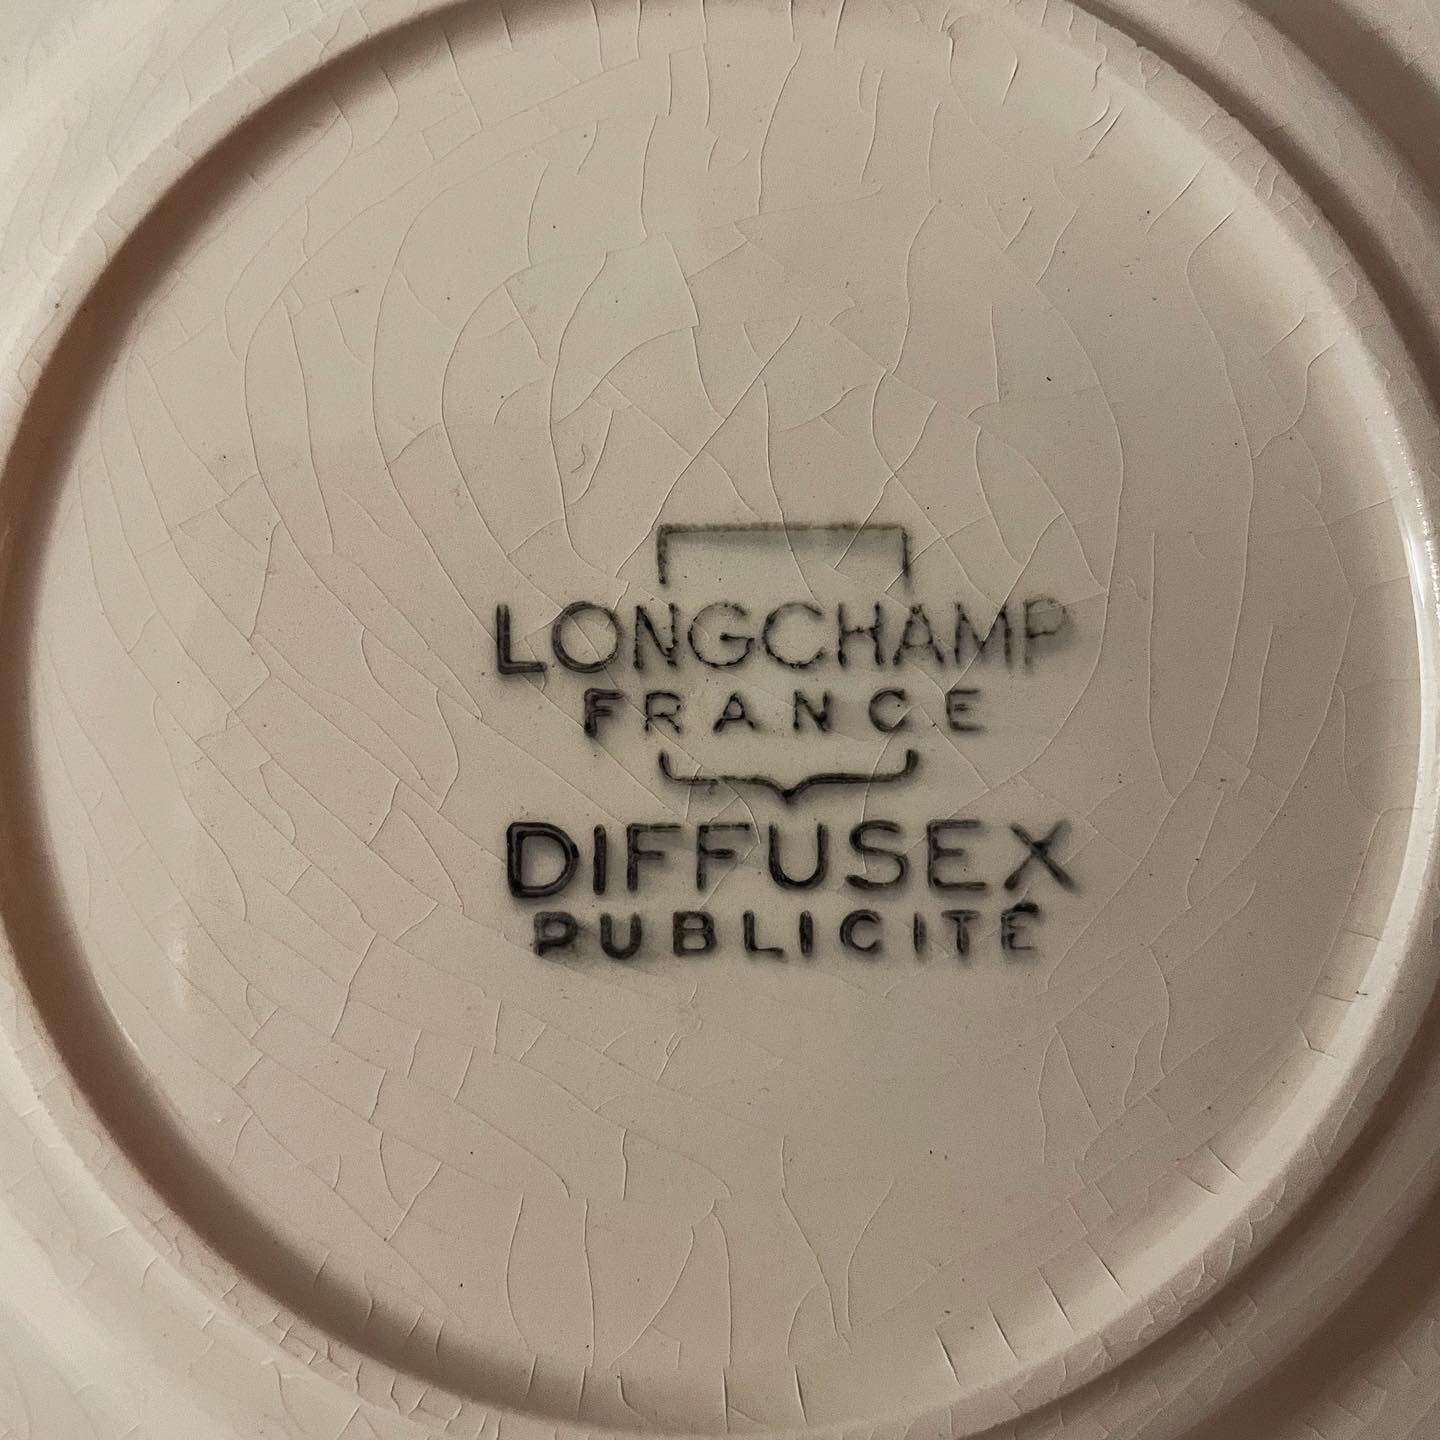 LONGCHAMP
FRANCE
DIFFUSEX
PUBLICITÉ